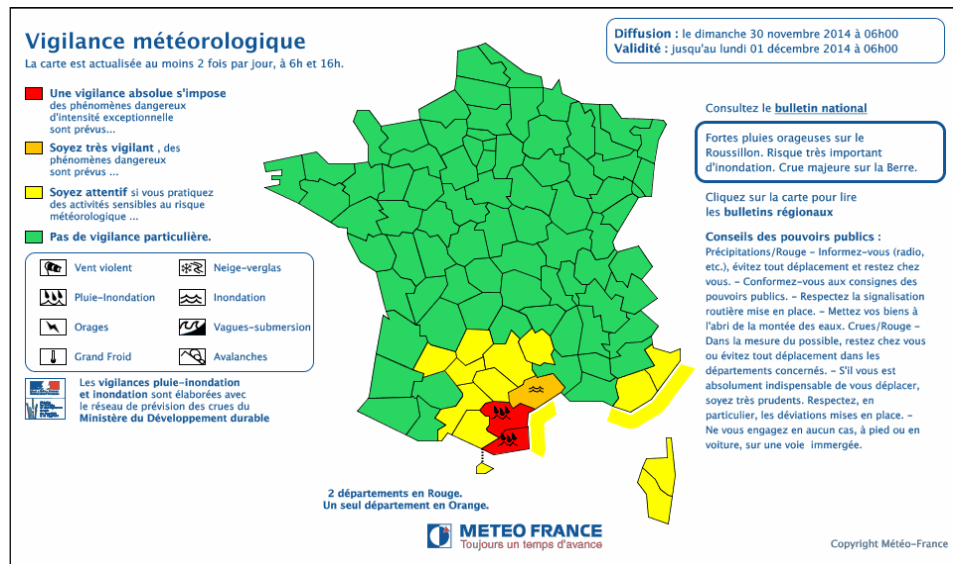 Vigilance météorologique
La carte est actualisée au moins 2 fois par jour, à 6h et 16h.
Une vigilance absolue s'impose
des phénomènes dangereux
d'intensité exceptionnelle
sont prévus...
Soyez très vigilant , des
phénomènes dangereux
sont prévus ...
Soyez attentif si vous pratiquez
des activités sensibles au risque
météorologique ...
Pas de vigilance particulière.
Vent violent
Neige-verglas
Pluie-Inondation
Inondation
Orages
Vagues-submersion
Grand Froid
Avalanches
Les vigilances pluie-inondation
et inondation sont élaborées avec
le réseau de prévision des crues du
Ministère du Développement durable
2 départements en Rouge.
Un seul département en Orange.
METEO FRANCE
Toujours un temps d'avance
Diffusion : le dimanche 30 novembre 2014 à 06h00
Validité : jusqu'au lundi 01 décembre 2014 à 06h00
Consultez le bulletin national
Fortes pluies orageuses sur le
Roussillon. Risque très important
d'inondation. Crue majeure sur la Berre.
Cliquez sur la carte pour lire
les bulletins régionaux
Conseils des pouvoirs publics :
Précipitations/Rouge - Informez-vous (radio,
etc.), évitez tout déplacement et restez chez
vous. - Conformez-vous aux consignes des
pouvoirs publics. - Respectez la signalisation
routière mise en place. - Mettez vos biens à
l'abri de la montée des eaux. Crues/Rouge -
Dans la mesure du possible, restez chez vous
ou évitez tout déplacement dans les
départements concernés. - S'il vous est
absolument indispensable de vous déplacer,
soyez très prudents. Respectez, en
particulier, les déviations mises en place. -
Ne vous engagez en aucun cas, à pied ou en
voiture, sur une voie immergée.
Copyright Météo-France